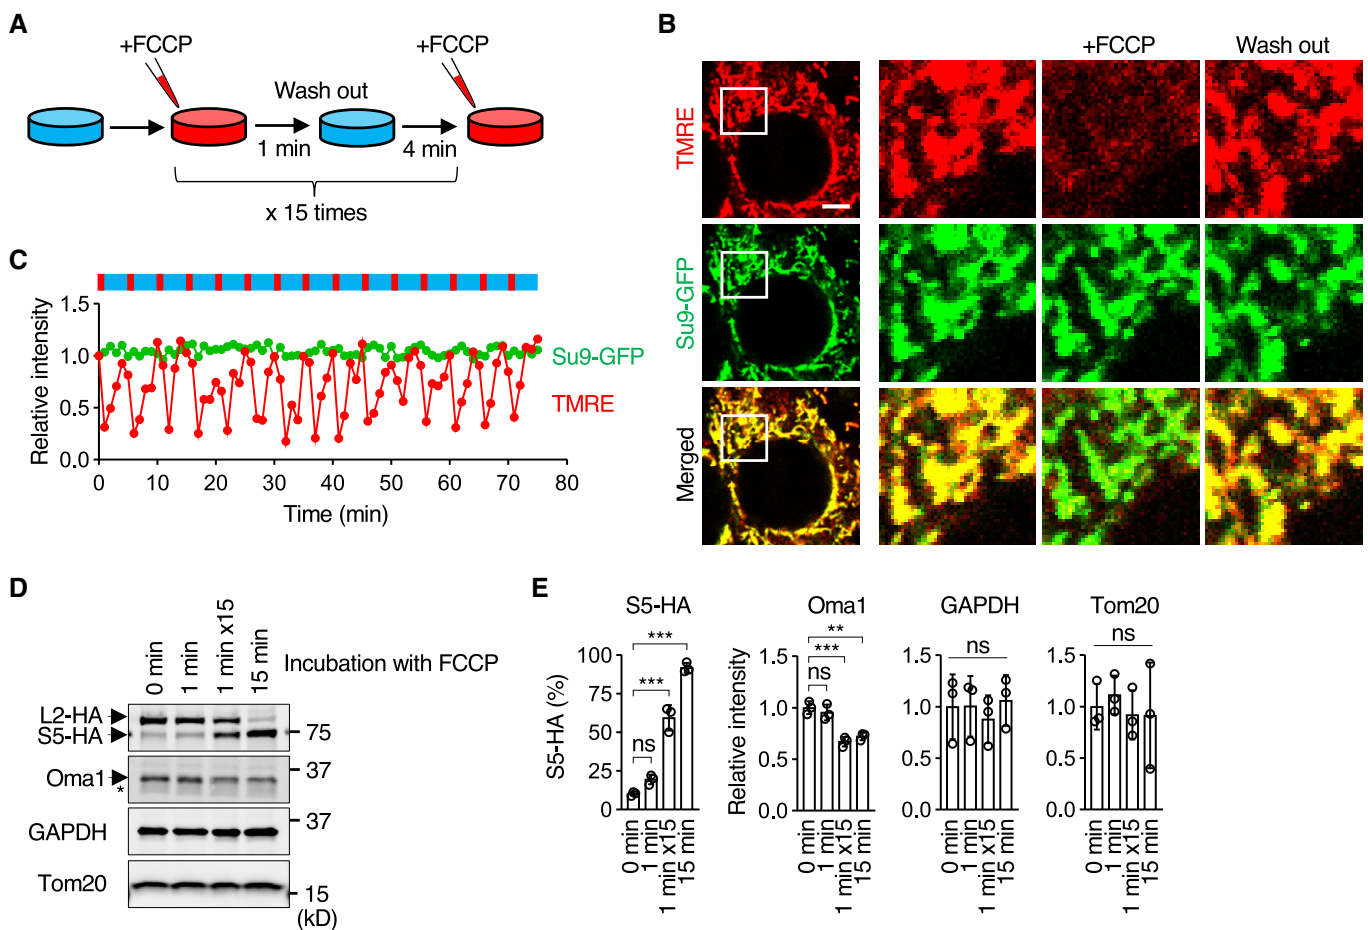 A
+FCCP
+FCCP
Wash out
1 min
4 min
x 15 times
B
+FCCP
Wash out
TMRE
Su9-GFP
Merged
C
Relative intensity
1.5
1.0
0.5
0.0
Su9-GFP
TMRE
0 10 20 30 40 50 60 70 80
Time (min)
D
0 min
1 min
1 min x15
15 min
Incubation with FCCP
L2-HA
S5-HA
75
Oma1
*
37
GAPDH
37
Tom20
15
(kD)
E
S5-HA
S5-HA (%)
100
75
50
25
0
ns
***
***
0 min
1 min
1 min x15
15 min
Oma1
Relative intensity
1.5
1.0
0.5
0.0
**
***
ns
0 min
1 min
1 min x15
15 min
GAPDH
1.5
1.0
0.5
0.0
ns
0 min
1 min
1 min x15
15 min
Tom20
1.5
1.0
0.5
0.0
ns
0 min
1 min
1 min x15
15 min